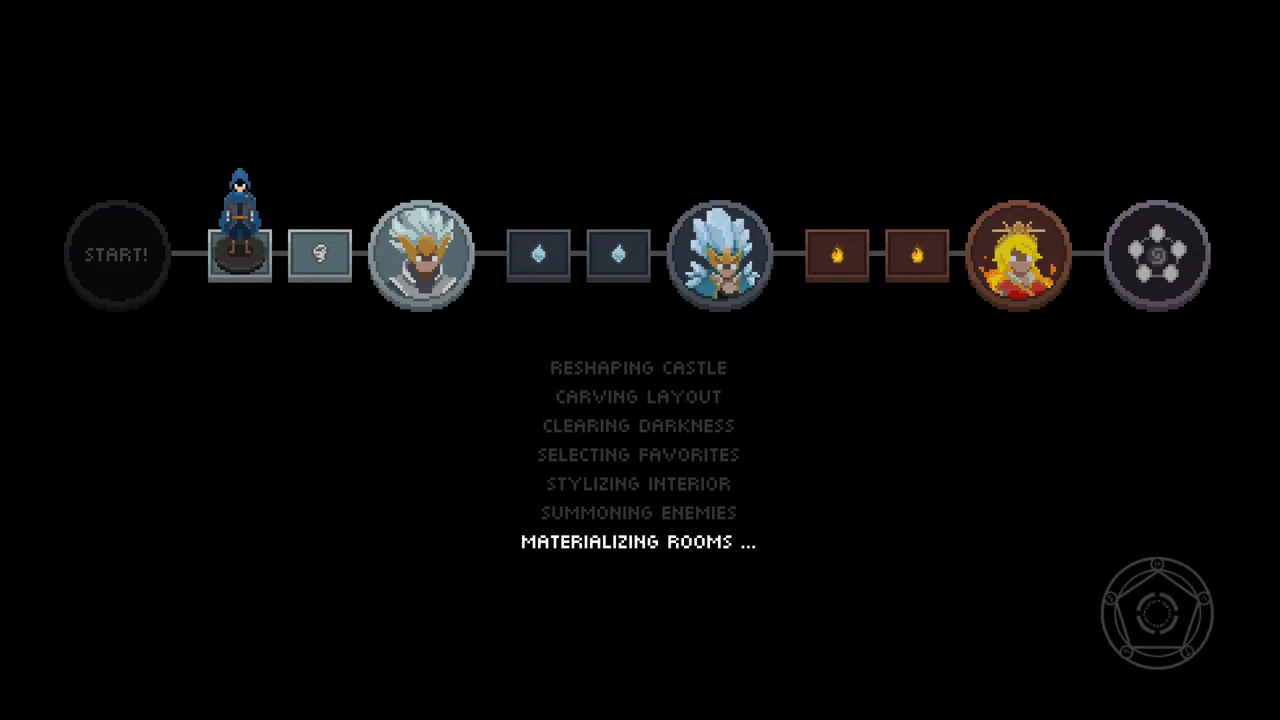 START!
RESHAPING CASTLE
CARVING LAYOUT
CLEARING DARKNESS
SELECTING FAVORITES
STYLIZING INTERIOR
SUMMONING ENEMIES
MATERIALIZING ROOMS ...